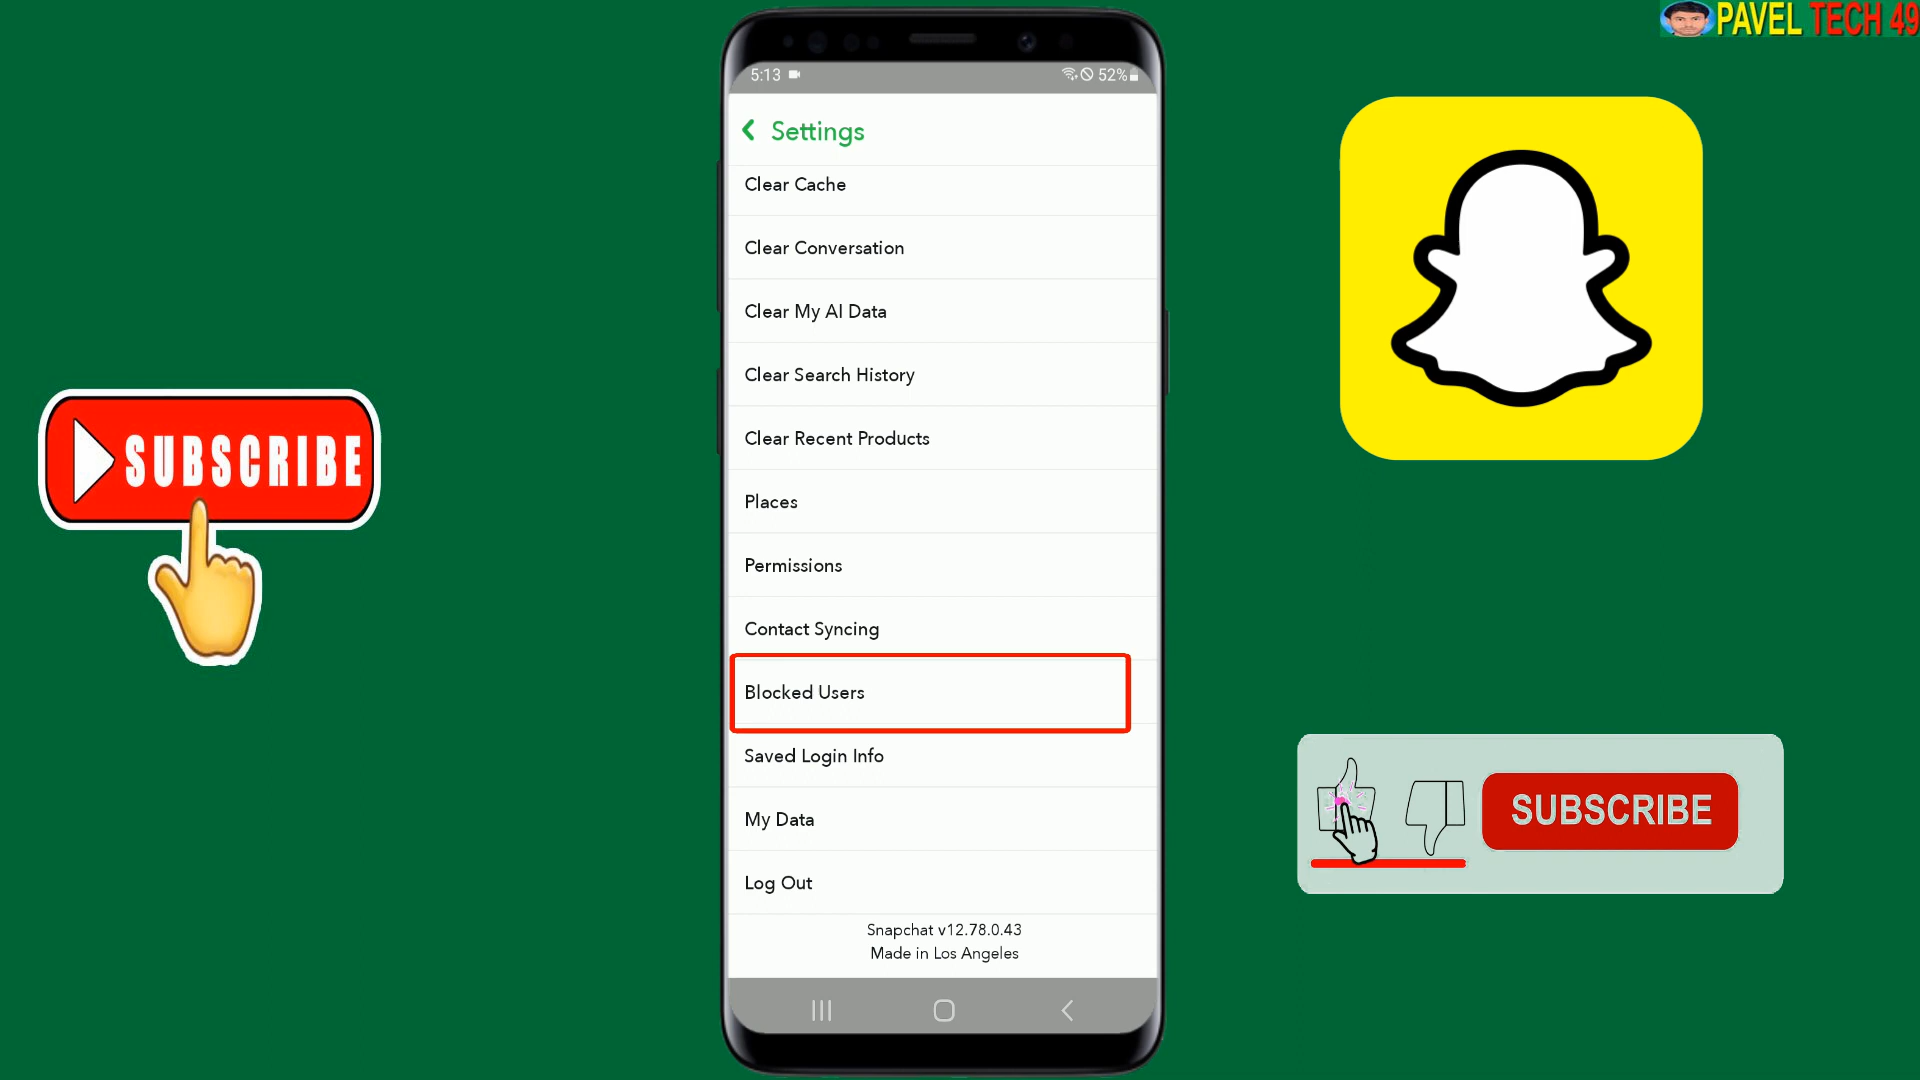 PAVEL TECH 49
5:13
52%
Settings
Clear Cache
Clear Conversation
Clear My AI Data
Clear Search History
Clear Recent Products
Places
Permissions
Contact Syncing
Blocked Users
Saved Login Info
My Data
Log Out
Snapchat v12.78.0.43
Made in Los Angeles
SUBSCRIBE
SUBSCRIBE